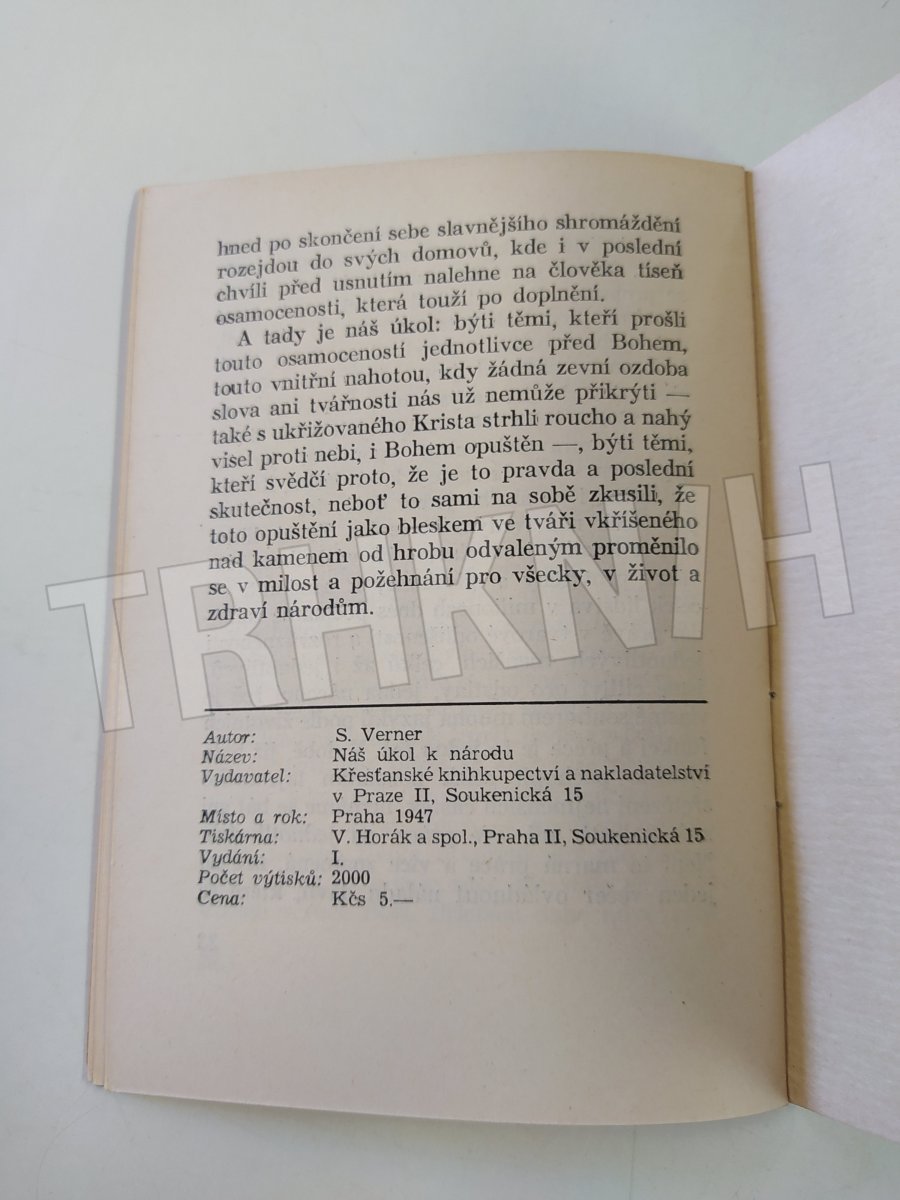 hned po skončení sebe slavnějšího shromáždění
rozejdou do svých domovů, kde i v poslední
chvíli před usnutím nalehne na člověka tíseň
osamocenosti, která touží po doplnění.
A tady je náš úkol: býti těmi, kteří prošli
touto osamoceností jednotlivce před Bohem,
touto vnitřní nahotou, kdy žádná zevní ozdoba
slova ani tvářnosti nás už nemůže přikrýti —
také s ukřižovaného Krista strhli roucho a nahý
visel proti nebi, i Bohem opuštěn —, býti těmi,
kteří svědčí proto, že je to pravda a poslední
skutečnost, neboť to sami na sobě zkusili, že
toto opuštění jako bleskem ve tváři vkříšeného
nad kamenem od hrobu odvaleným proměnilo
se v milost a požehnání pro všecky, v život a
zdraví národům.
TRHKNIH
Autor: S. Verner
Název: Náš úkol k národu
Vydavatel: Křesťanské knihkupectví a nakladatelství
v Praze II, Soukenická 15
Místo a rok: Praha 1947
Tiskárna: V. Horák a spol., Praha II, Soukenická 15
Vydání: I.
Počet výtisků: 2000
Cena: Kčs 5.—